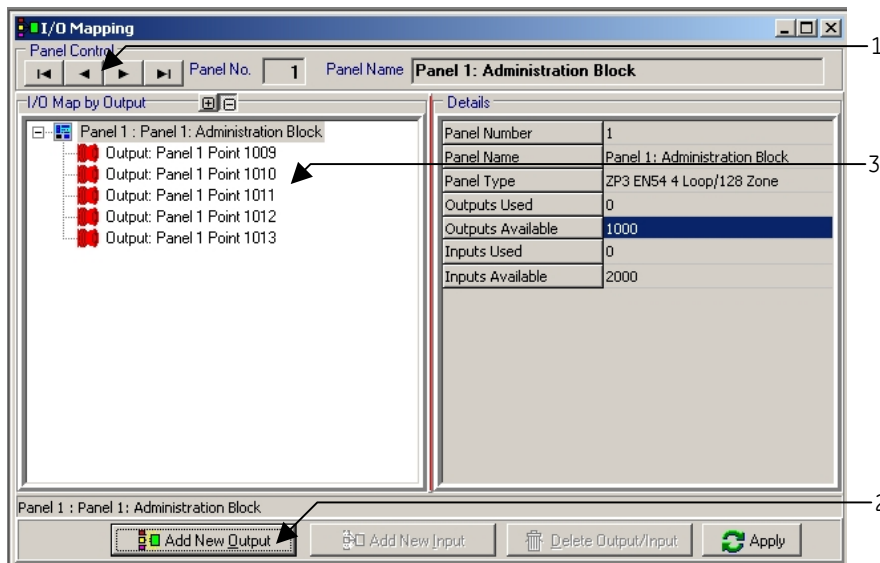 I/O Mapping
Panel Control
1
Panel No. 1 Panel Name Panel 1: Administration Block
I/O Map by Output
Details
Panel 1 : Panel 1: Administration Block
Output: Panel 1 Point 1009
Output: Panel 1 Point 1010
Output: Panel 1 Point 1011
Output: Panel 1 Point 1012
Output: Panel 1 Point 1013
3
Panel Number 1
Panel Name Panel 1: Administration Block
Panel Type ZP3 EN54 4 Loop/128 Zone
Outputs Used 0
Outputs Available 1000
Inputs Used 0
Inputs Available 2000
Panel 1 : Panel 1: Administration Block
2
Add New Output Add New Input Delete Output/Input Apply